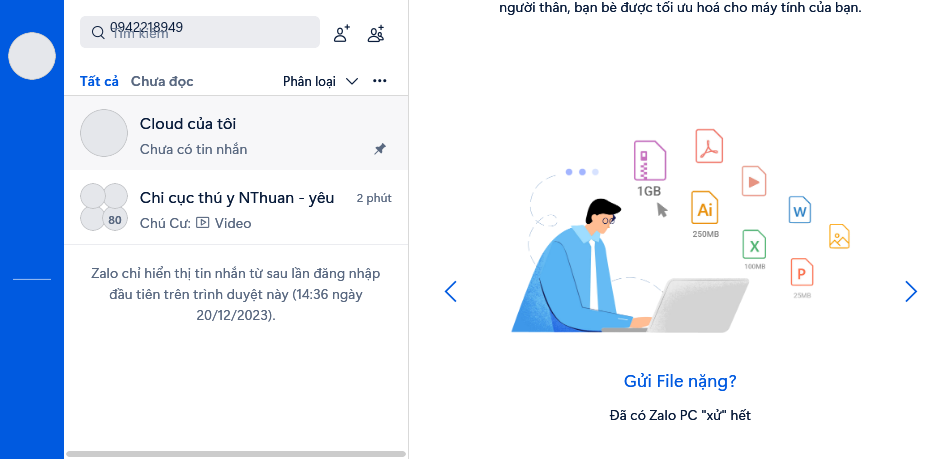 0942218949
Tìm kiếm
Tất cả Chưa đọc Phân loại
Cloud của tôi
Chưa có tin nhắn
Chi cục thú y NThuan - yêu 2 phút
80
Chú Cư: Video
Zalo chỉ hiển thị tin nhắn từ sau lần đăng nhập
đầu tiên trên trình duyệt này (14:36 ngày
20/12/2023).
người thân, bạn bè được tối ưu hoá cho máy tính của bạn.
1GB
Ai
250MB
W
X
100MB
P
25MB
Gửi File nặng?
Đã có Zalo PC "xử" hết